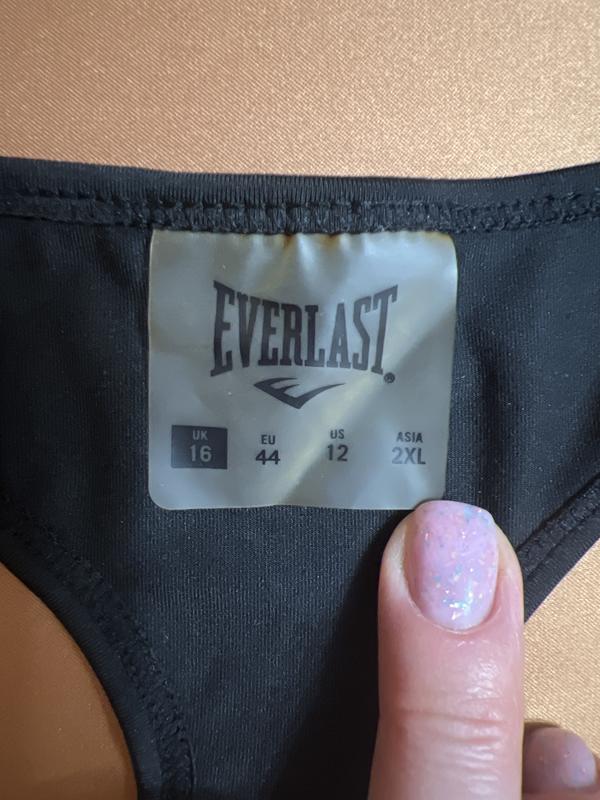 EVERLAST®
UK EU US ASIA
16 44 12 2XL